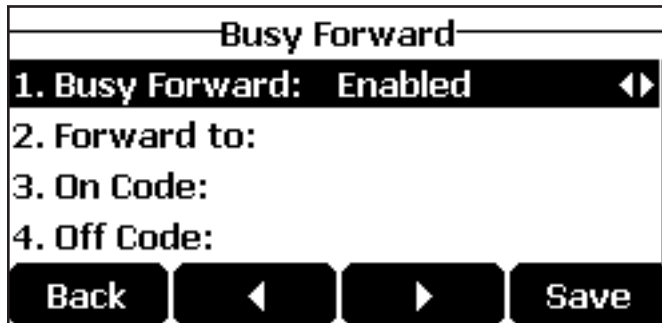 Busy Forward
1. Busy Forward: Enabled
2. Forward to:
3. On Code:
4. Off Code:
Back Save